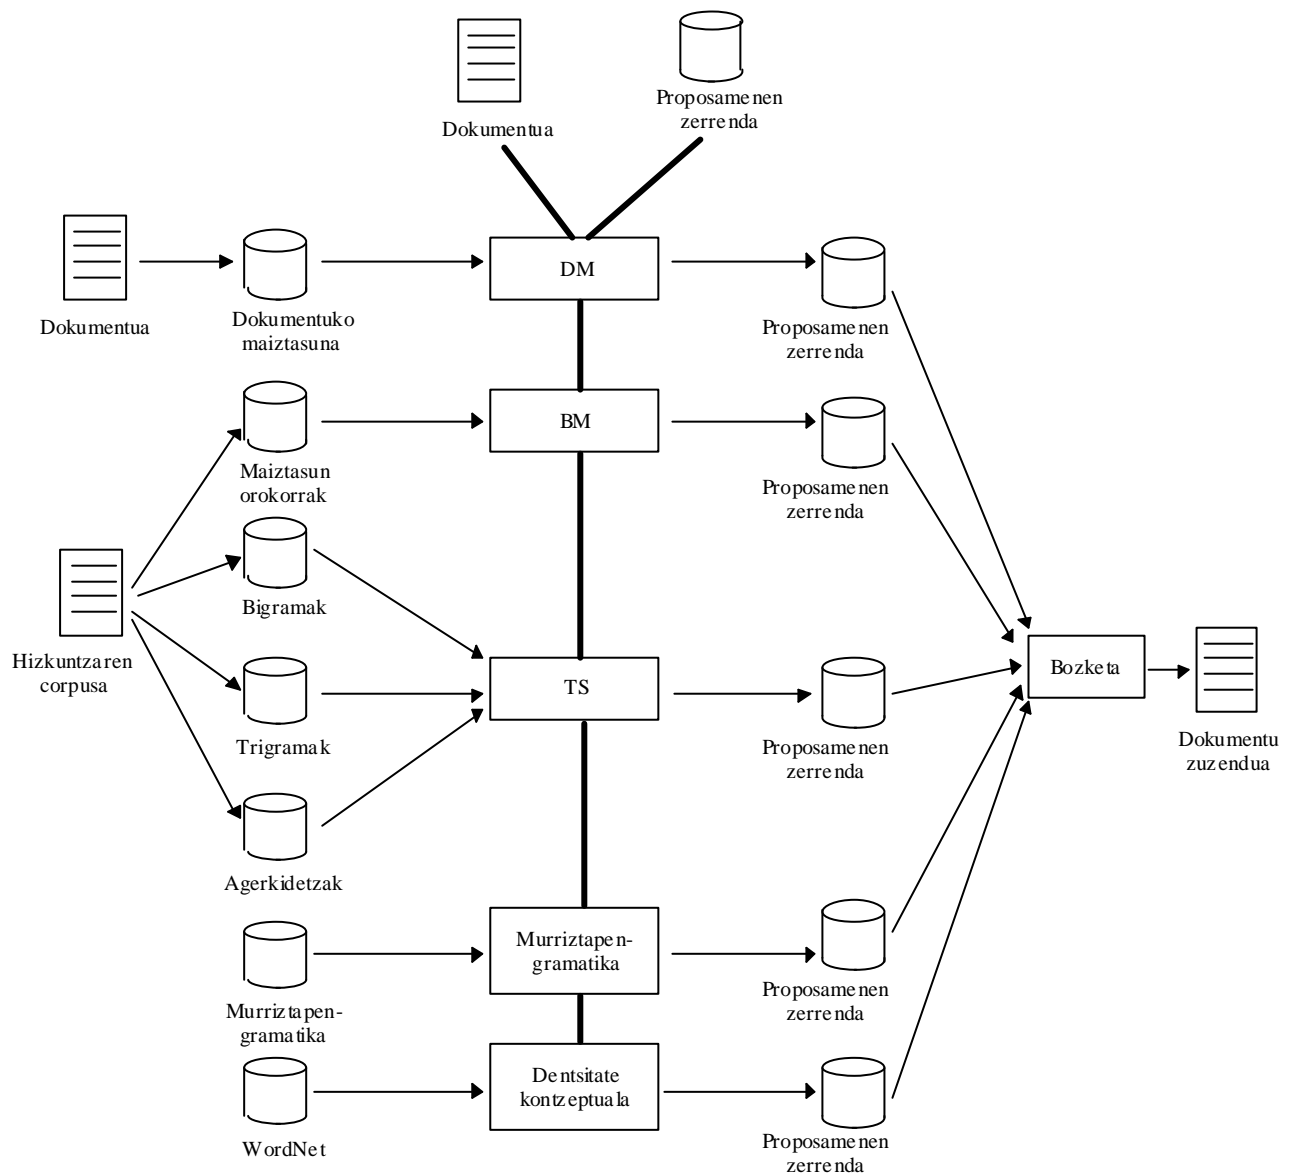 Dokumentua
Proposamenen
zerrenda
Dokumentua
Dokumentuko
maiztasuna
DM
Proposamenen
zerrenda
Maiztasun
orokorrak
BM
Proposamenen
zerrenda
Hizkuntzaren
corpusa
Bigramak
Trigramak
Agerkidetzak
TS
Proposamenen
zerrenda
Bozketa
Dokumentu
zuzendua
Murriztapen-
gramatika
Murriztapen-
gramatika
Proposamenen
zerrenda
WordNet
Dentsitate
kontzeptuala
Proposamenen
zerrenda